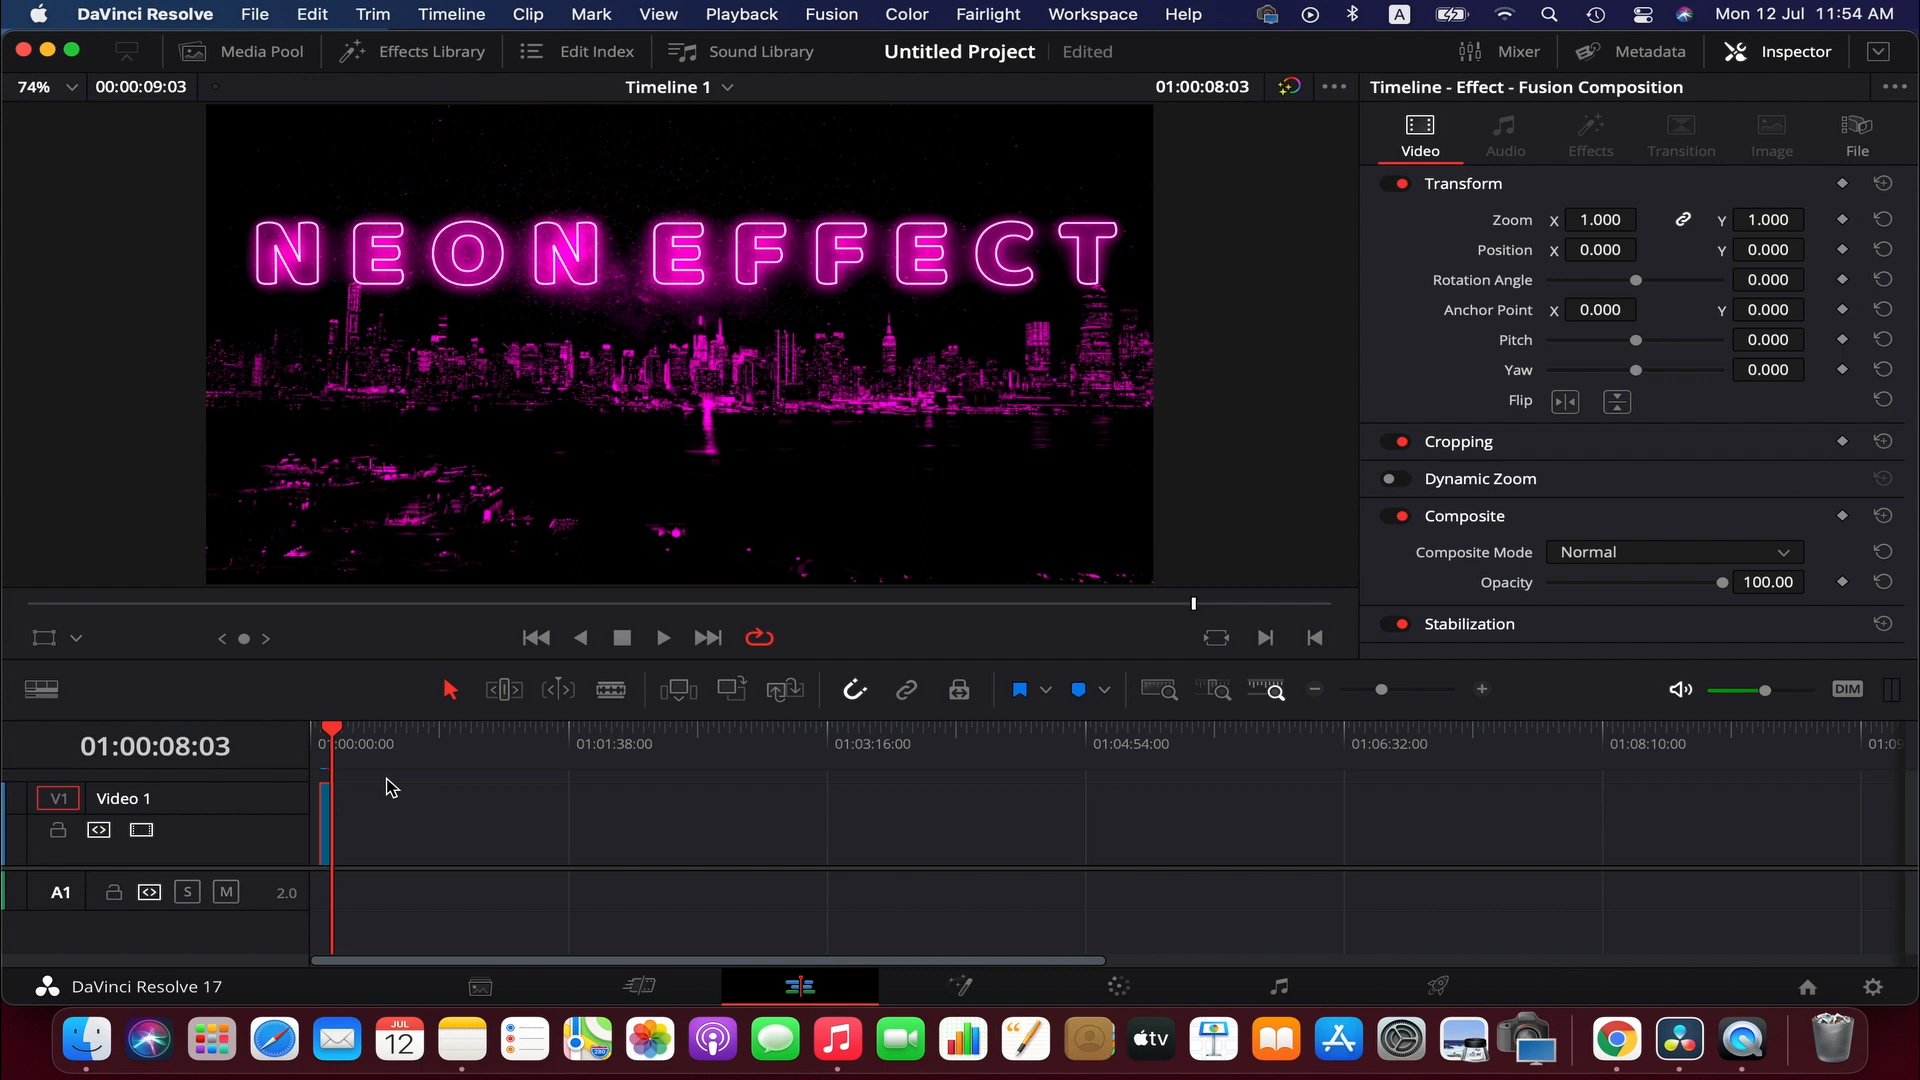 DaVinci Resolve File Edit Trim Timeline Clip Mark View Playback Fusion Color Fairlight Workspace Help A Mon 12 Jul 11:54 AM
Media Pool Effects Library Edit Index Sound Library Untitled Project Edited Mixer Metadata Inspector
74% 00:00:09:03 Timeline 1 01:00:08:03 Timeline - Effect - Fusion Composition
Video Audio Effects Transition Image File
Transform
Zoom X 1.000 Y 1.000
Position X 0.000 Y 0.000
Rotation Angle 0.000
Anchor Point X 0.000 Y 0.000
Pitch 0.000
Yaw 0.000
Flip
Cropping
Dynamic Zoom
Composite
Composite Mode Normal
Opacity 100.00
Stabilization
NEON EFFECT
DIM
01:00:08:03
01:00:00:00 01:01:38:00 01:03:16:00 01:04:54:00 01:06:32:00 01:08:10:00 01:09
V1 Video 1
A1 S M 2.0
DaVinci Resolve 17
JUL
12
280
tv